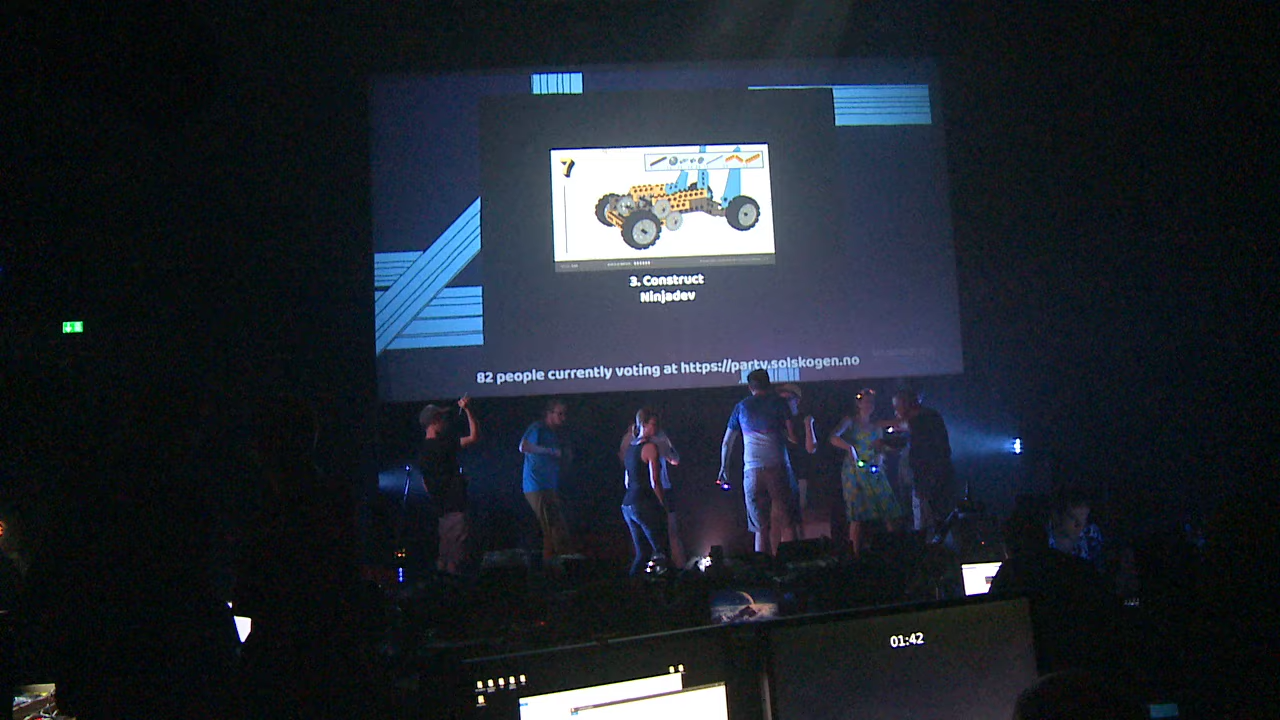 7
3. Construct
Ninjadev
82 people currently voting at https://party.solskogen.no
01:42